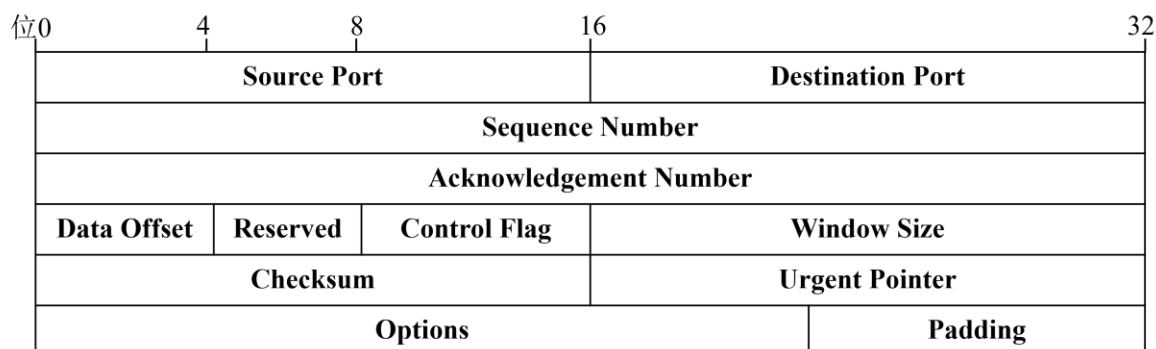 位0 4 8 16 32
Source Port Destination Port
Sequence Number
Acknowledgement Number
Data Offset Reserved Control Flag Window Size
Checksum Urgent Pointer
Options Padding